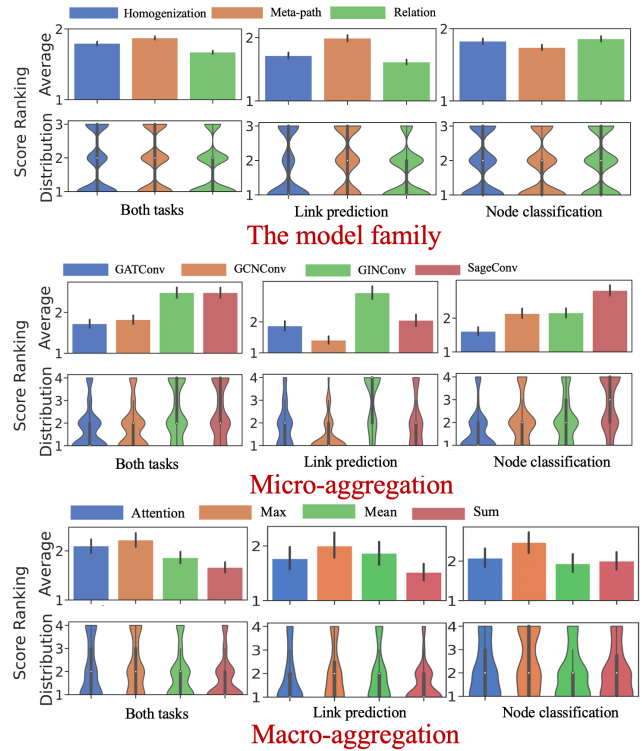 Homogenization Meta-path Relation
Score Ranking
Average
2
1
2
1
2
1
Distribution
3
2
1
3
2
1
3
2
1
Both tasks Link prediction Node classification
The model family
GATConv GCNConv GINConv SageConv
Score Ranking
Average
2
1
2
1
2
1
Distribution
4
3
2
1
4
3
2
1
4
3
2
1
Both tasks Link prediction Node classification
Micro-aggregation
Attention Max Mean Sum
Score Ranking
Average
2
1
2
1
2
1
Distribution
4
3
2
1
4
3
2
1
4
3
2
1
Both tasks Link prediction Node classification
Macro-aggregation